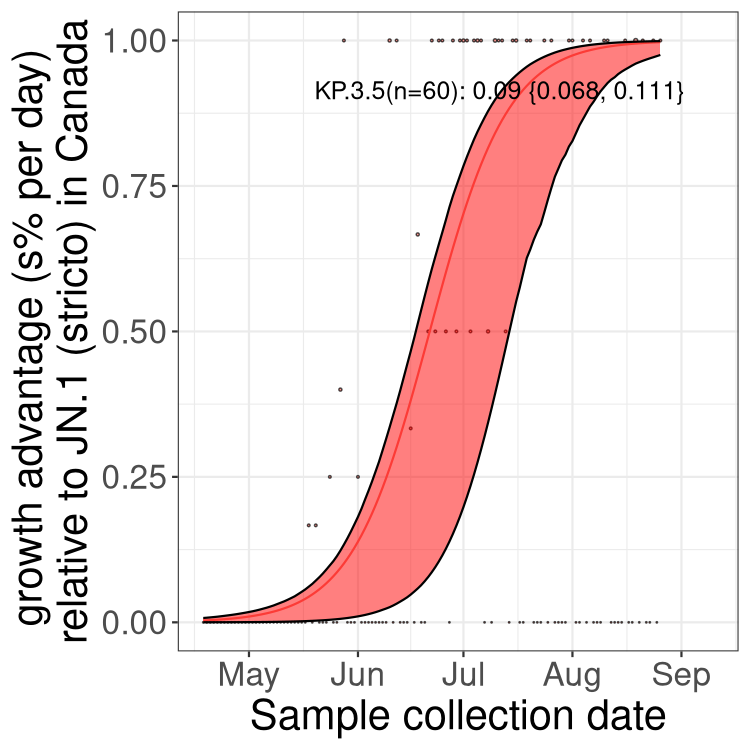 growth advantage (s% per day)
relative to JN.1 (stricto) in Canada
1.00
0.75
0.50
0.25
0.00
KP.3.5(n=60): 0.09 {0.068, 0.111}
May Jun Jul Aug Sep
Sample collection date